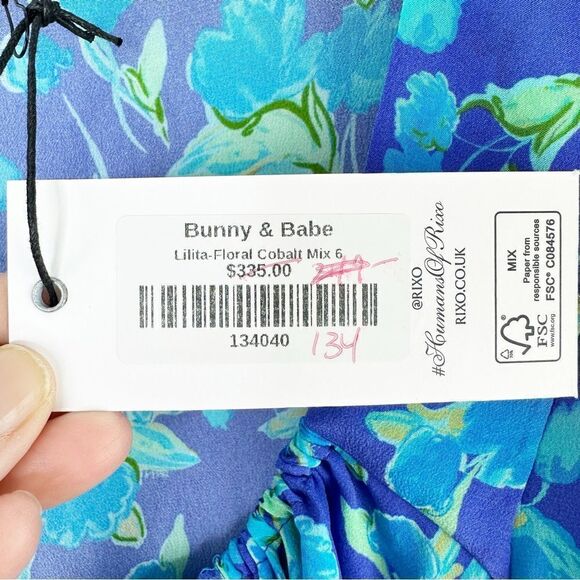 Bunny & Babe
Lilita-Floral Cobalt Mix 6
$335.00
134040
134
@RIXO
#HumansOfRixo
RIXO.CO.UK
MIX
Paper from
responsible sources
FSC® C084576
FSC
www.fsc.org